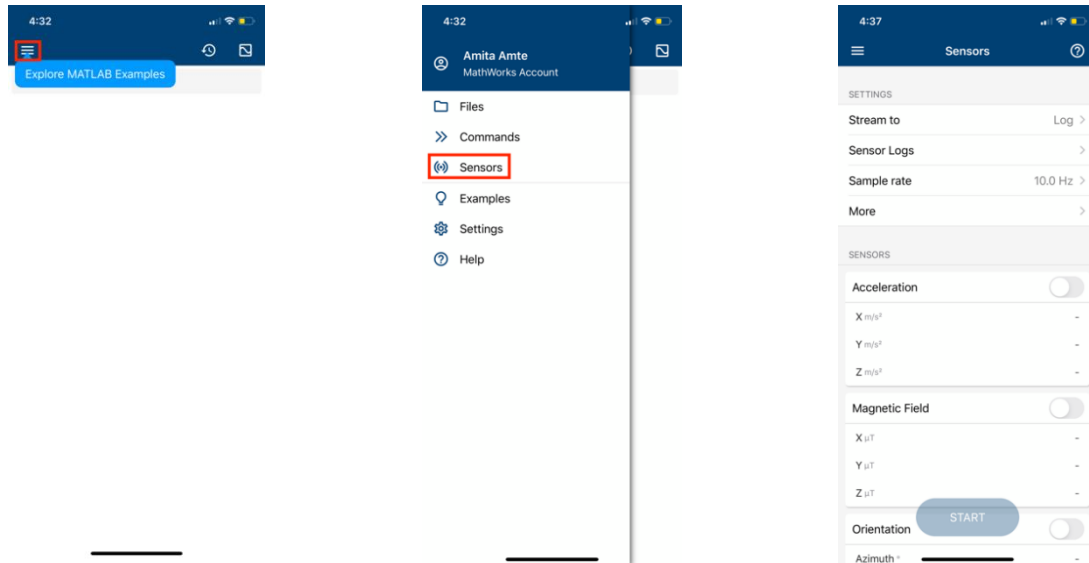 4:32
Explore MATLAB Examples
4:32
Amita Amte
MathWorks Account
Files
Commands
Sensors
Examples
Settings
Help
4:37
Sensors
SETTINGS
Stream to Log
Sensor Logs
Sample rate 10.0 Hz
More
SENSORS
Acceleration
X m/s² -
Y m/s² -
Z m/s² -
Magnetic Field
X µT -
Y µT -
Z µT -
START
Orientation
Azimuth ° -